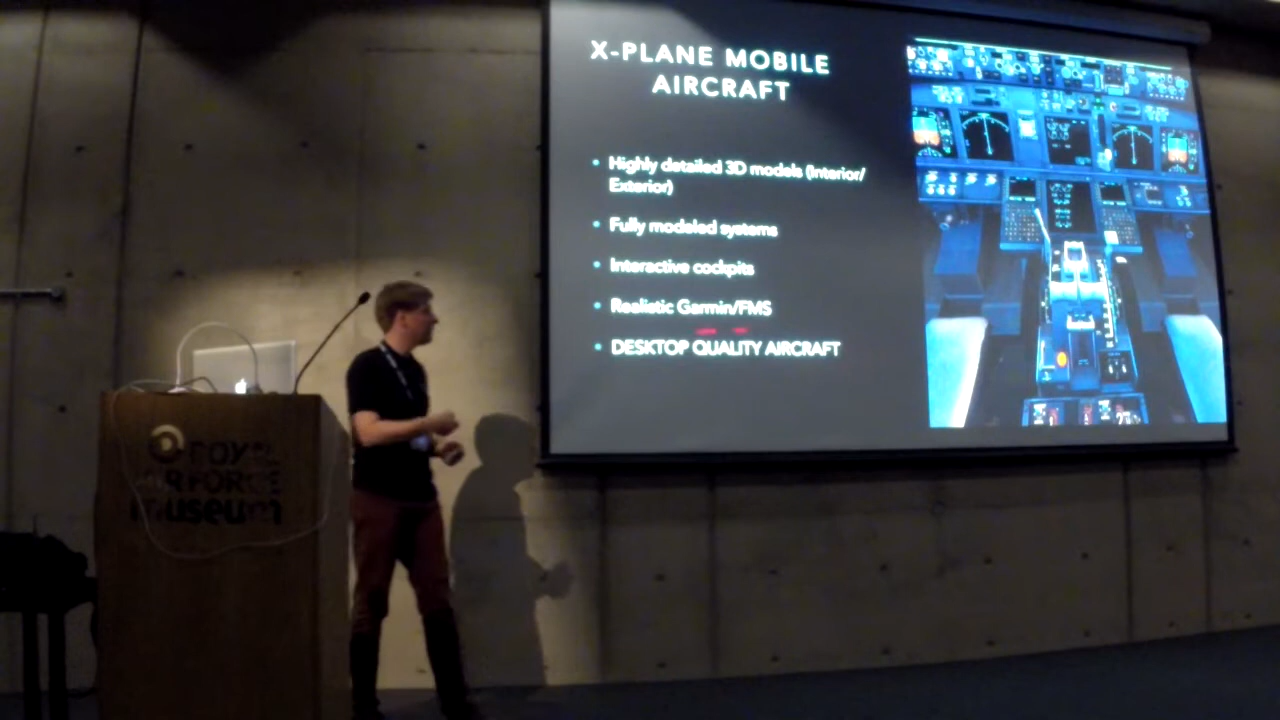 X-PLANE MOBILE
AIRCRAFT
• Highly detailed 3D models (Interior/
Exterior)
• Fully modeled systems
• Interactive cockpits
• Realistic Garmin/FMS
• DESKTOP QUALITY AIRCRAFT
ROYAL
AIR FORCE
museum